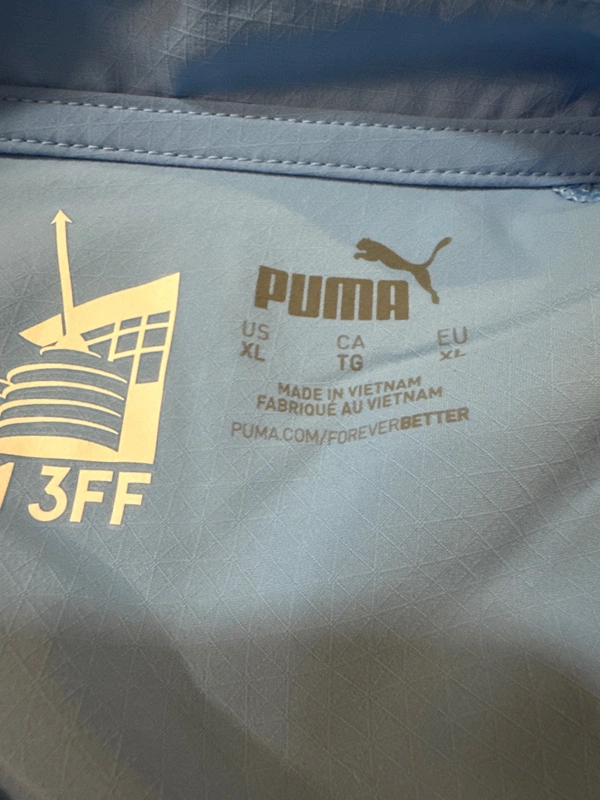 PUMA
US CA EU
XL TG XL
MADE IN VIETNAM
FABRIQUÉ AU VIETNAM
PUMA.COM/FOREVERBETTER
3FF